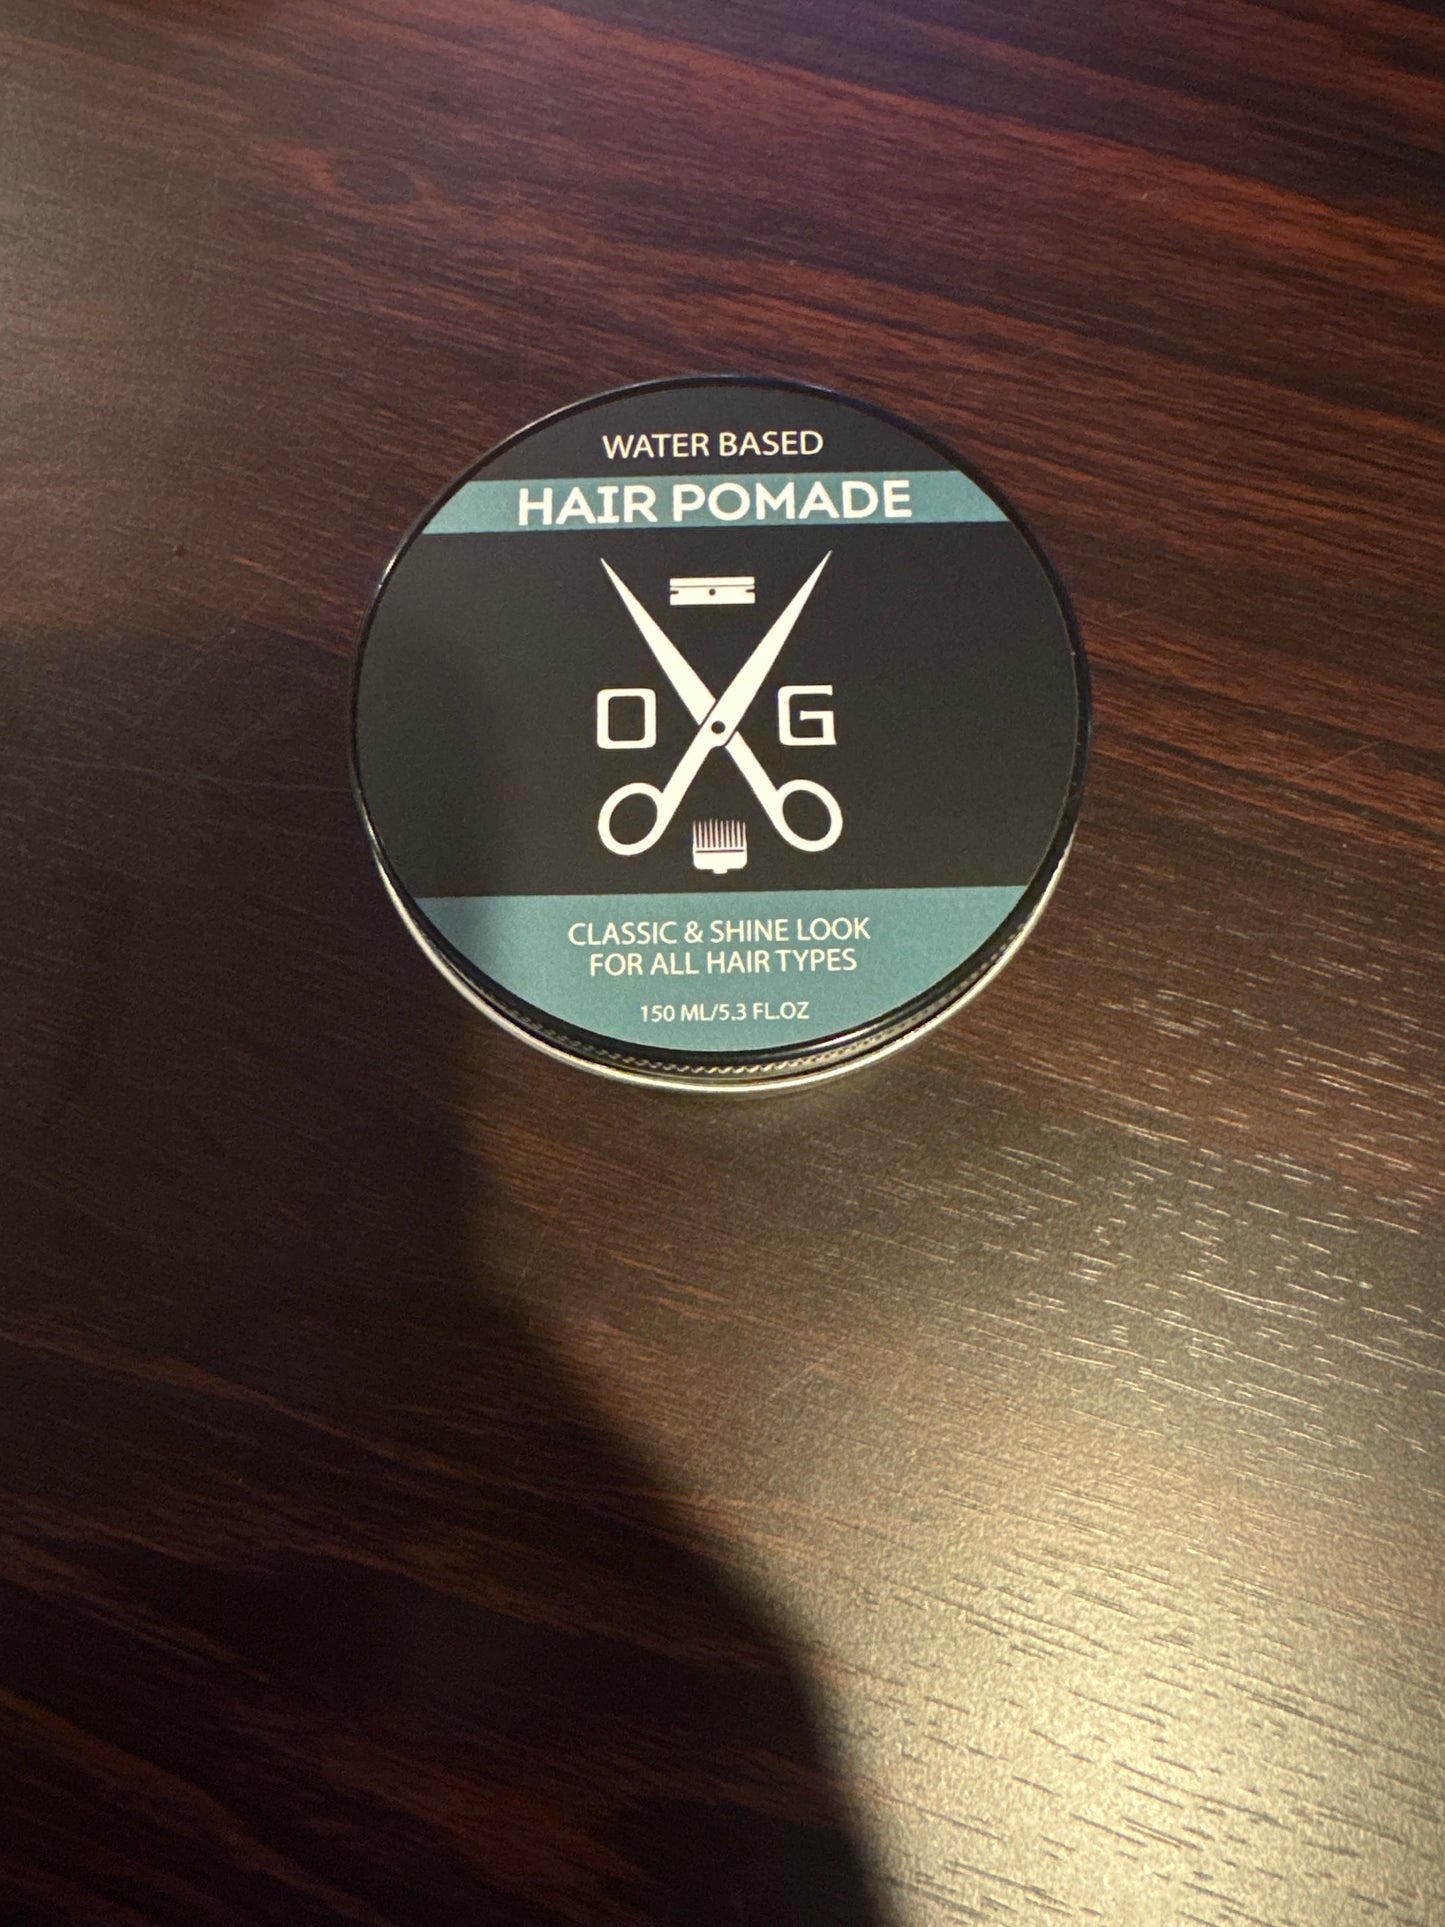 WATER BASED
HAIR POMADE
O G
CLASSIC & SHINE LOOK
FOR ALL HAIR TYPES
150 ML/5.3 FL.OZ